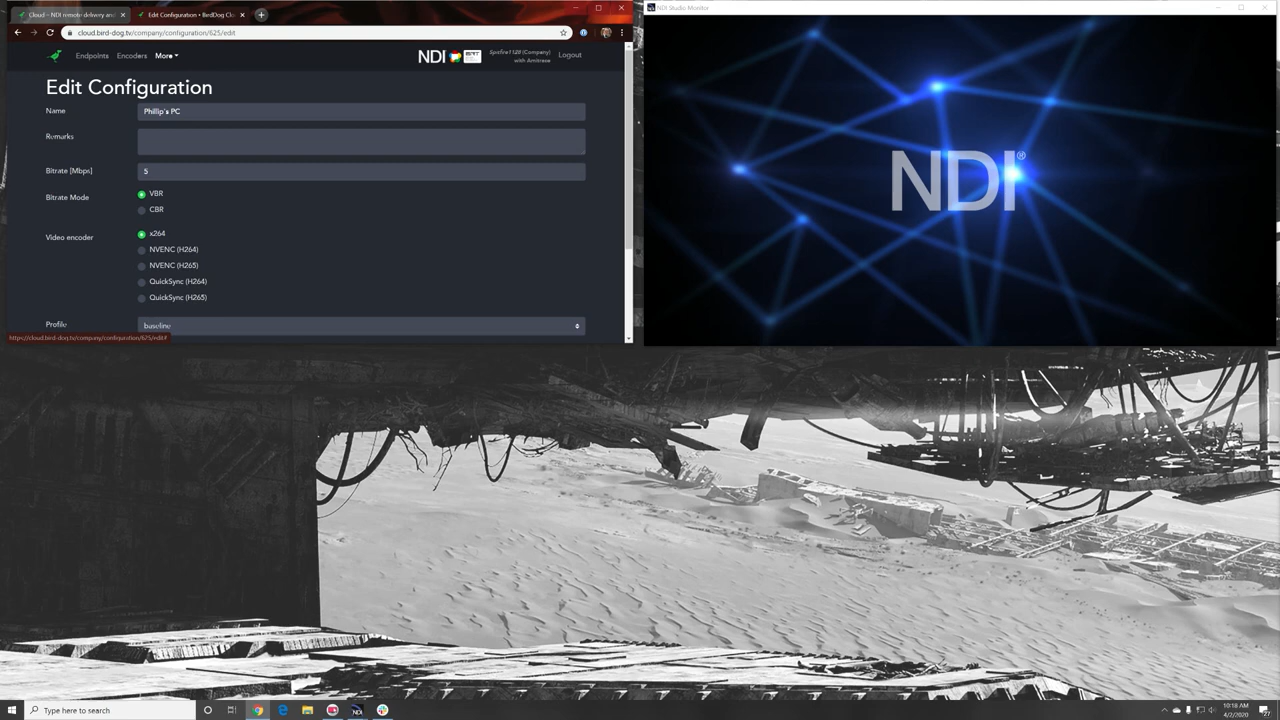 Cloud – NDI remote delivery and
Edit Configuration • BirdDog Clo
NDI Studio Monitor
cloud.bird-dog.tv/company/configuration/625/edit
Endpoints
Encoders
More
NDI
Spitfire1128 (Company)
with Armitrace
Logout
Edit Configuration
Name
Phillip's PC
Remarks
Bitrate [Mbps]
5
Bitrate Mode
VBR
CBR
Video encoder
x264
NVENC (H264)
NVENC (H265)
QuickSync (H264)
QuickSync (H265)
Profile
baseline
https://cloud.bird-dog.tv/company/configuration/625/edit#
NDI®
Type here to search
10:18 AM
4/2/2020
27